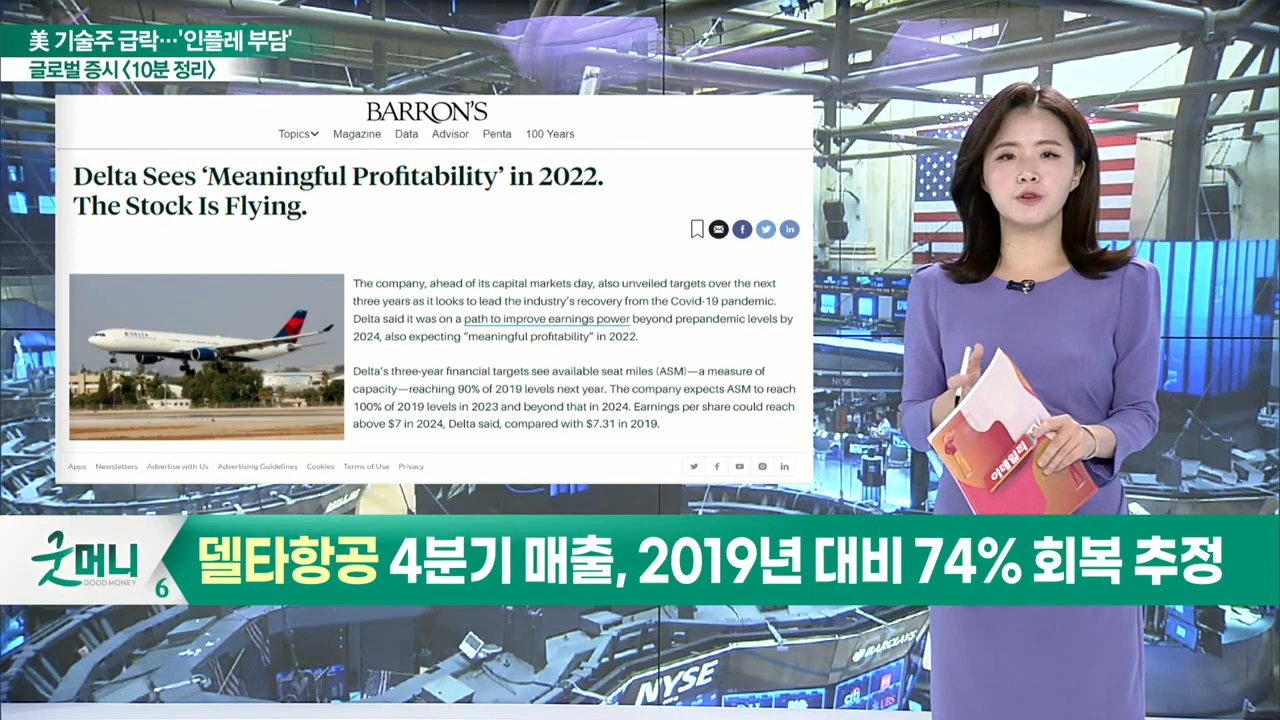 美 기술주 급락…'인플레 부담'
글로벌 증시 <10분 정리>
BARRON'S
Topics Magazine Data Advisor Penta 100 Years
Delta Sees ‘Meaningful Profitability’ in 2022.
The Stock Is Flying.
The company, ahead of its capital markets day, also unveiled targets over the next
three years as it looks to lead the industry’s recovery from the Covid-19 pandemic.
Delta said it was on a path to improve earnings power beyond prepandemic levels by
2024, also expecting “meaningful profitability” in 2022.
Delta’s three-year financial targets see available seat miles (ASM)—a measure of
capacity—reaching 90% of 2019 levels next year. The company expects ASM to reach
100% of 2019 levels in 2023 and beyond that in 2024. Earnings per share could reach
above $7 in 2024, Delta said, compared with $7.31 in 2019.
DELTA
Apps Newsletters Advertise with Us Advertising Guidelines Cookies Terms of Use Privacy
이데일리
NYSE
굿머니
GOOD MONEY
6
델타항공 4분기 매출, 2019년 대비 74% 회복 추정
BARCLAYS
NYSE
citi